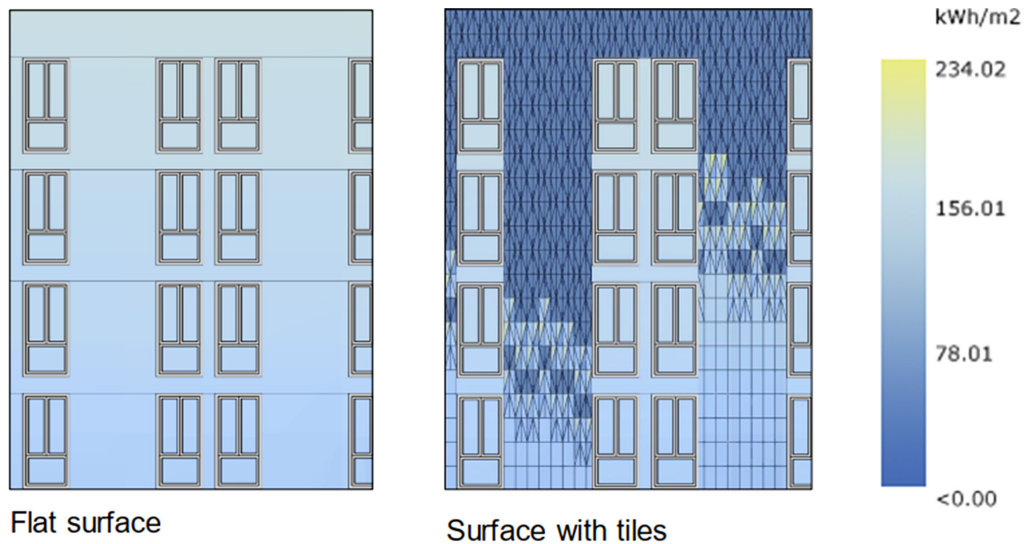 kWh/m2
234.02
156.01
78.01
<0.00
Flat surface
Surface with tiles